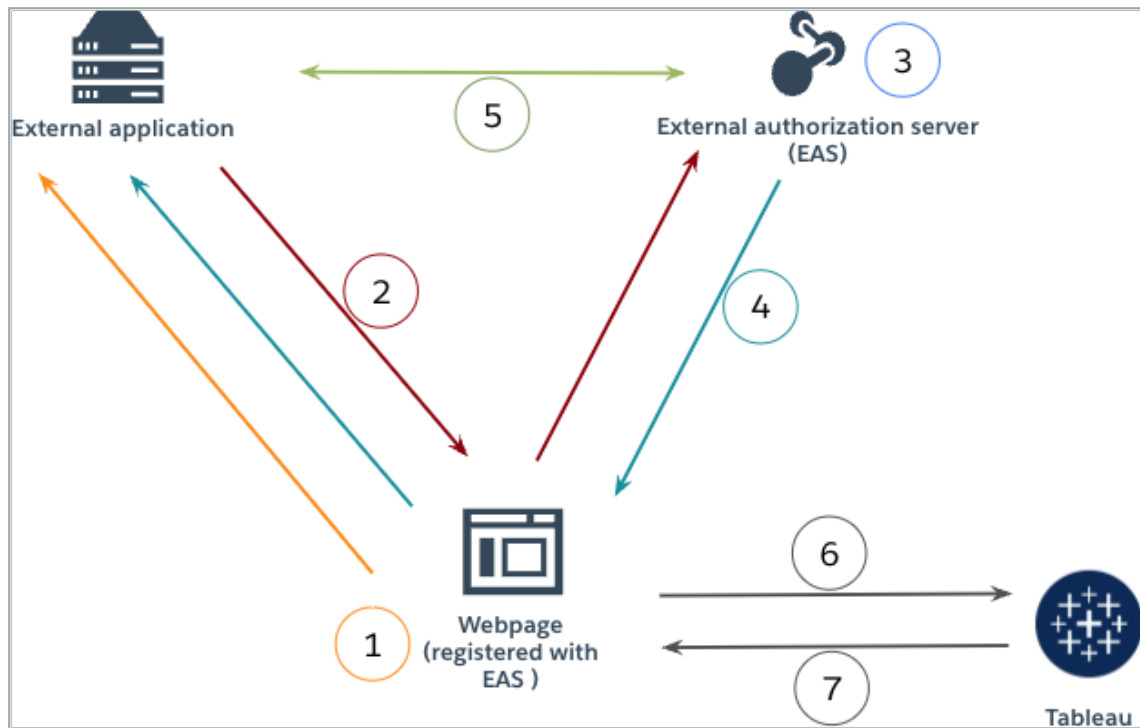 3
External application
5
External authorization server
(EAS)
2
4
6
1
Webpage
(registered with
EAS )
7
Tableau